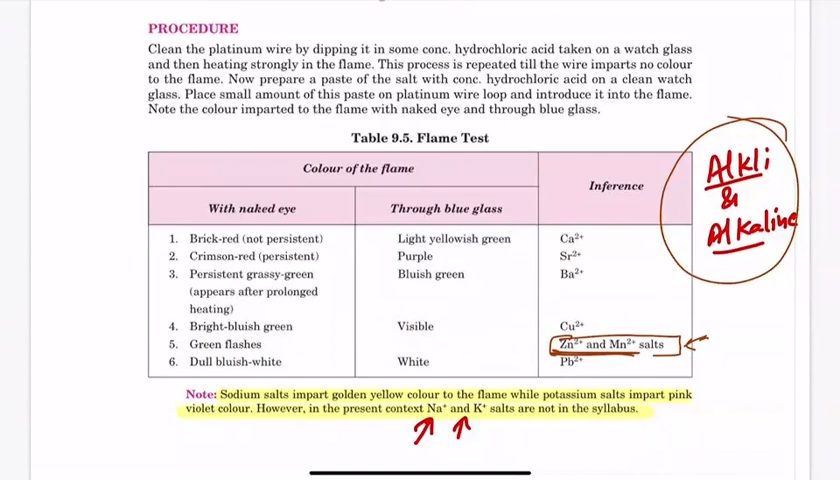 PROCEDURE
Clean the platinum wire by dipping it in some conc. hydrochloric acid taken on a watch glass
and then heating strongly in the flame. This process is repeated till the wire imparts no colour
to the flame. Now prepare a paste of the salt with conc. hydrochloric acid on a clean watch
glass. Place small amount of this paste on platinum wire loop and introduce it into the flame.
Note the colour imparted to the flame with naked eye and through blue glass.
Table 9.5. Flame Test
Colour of the flame
Inference
With naked eye
Through blue glass
1. Brick-red (not persistent) Light yellowish green Ca²⁺
2. Crimson-red (persistent) Purple Sr²⁺
3. Persistent grassy-green Bluish green Ba²⁺
(appears after prolonged
heating)
4. Bright-bluish green Visible Cu²⁺
5. Green flashes Zn²⁺ and Mn²⁺ salts
6. Dull bluish-white White Pb²⁺
Note: Sodium salts impart golden yellow colour to the flame while potassium salts impart pink
violet colour. However, in the present context Na⁺ and K⁺ salts are not in the syllabus.
Alkli
&
Alkaline